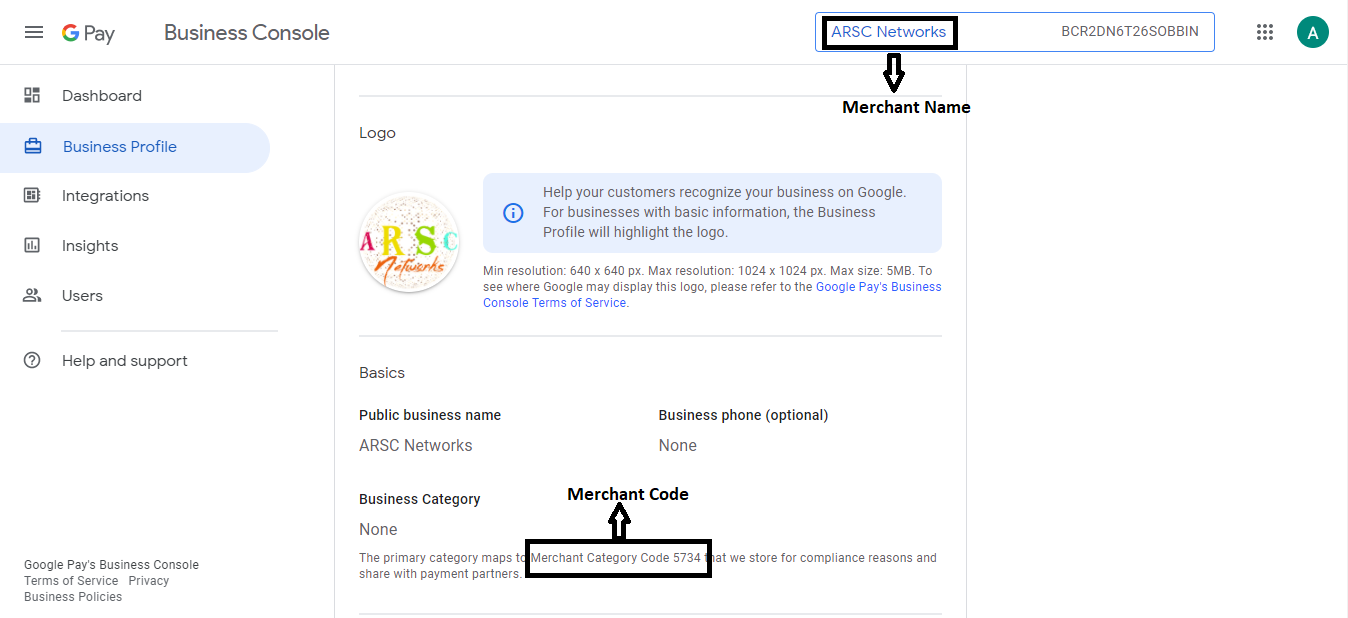 G Pay Business Console ARSC Networks BCR2DN6T26SOBBIN A
Merchant Name
Dashboard
Business Profile
Integrations
Insights
Users
Help and support
Google Pay's Business Console
Terms of Service Privacy
Business Policies
Logo
ARSC
Networks
Help your customers recognize your business on Google.
For businesses with basic information, the Business
Profile will highlight the logo.
Min resolution: 640 x 640 px. Max resolution: 1024 x 1024 px. Max size: 5MB. To
see where Google may display this logo, please refer to the Google Pay's Business
Console Terms of Service.
Basics
Public business name
ARSC Networks
Business phone (optional)
None
Business Category
None
Merchant Code
The primary category maps to Merchant Category Code 5734 that we store for compliance reasons and
share with payment partners.